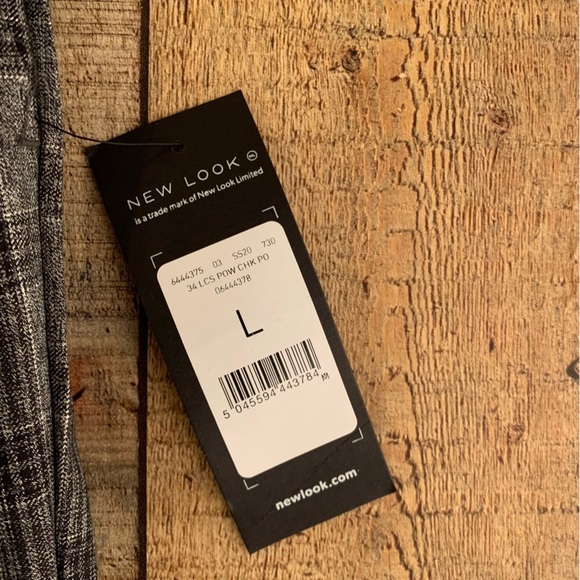 NEW LOOK
is a trade mark of New Look Limited
6444375 03 SS20 730
34 LCS POW CHK PO
06444378
L
5 045594 443784
newlook.com